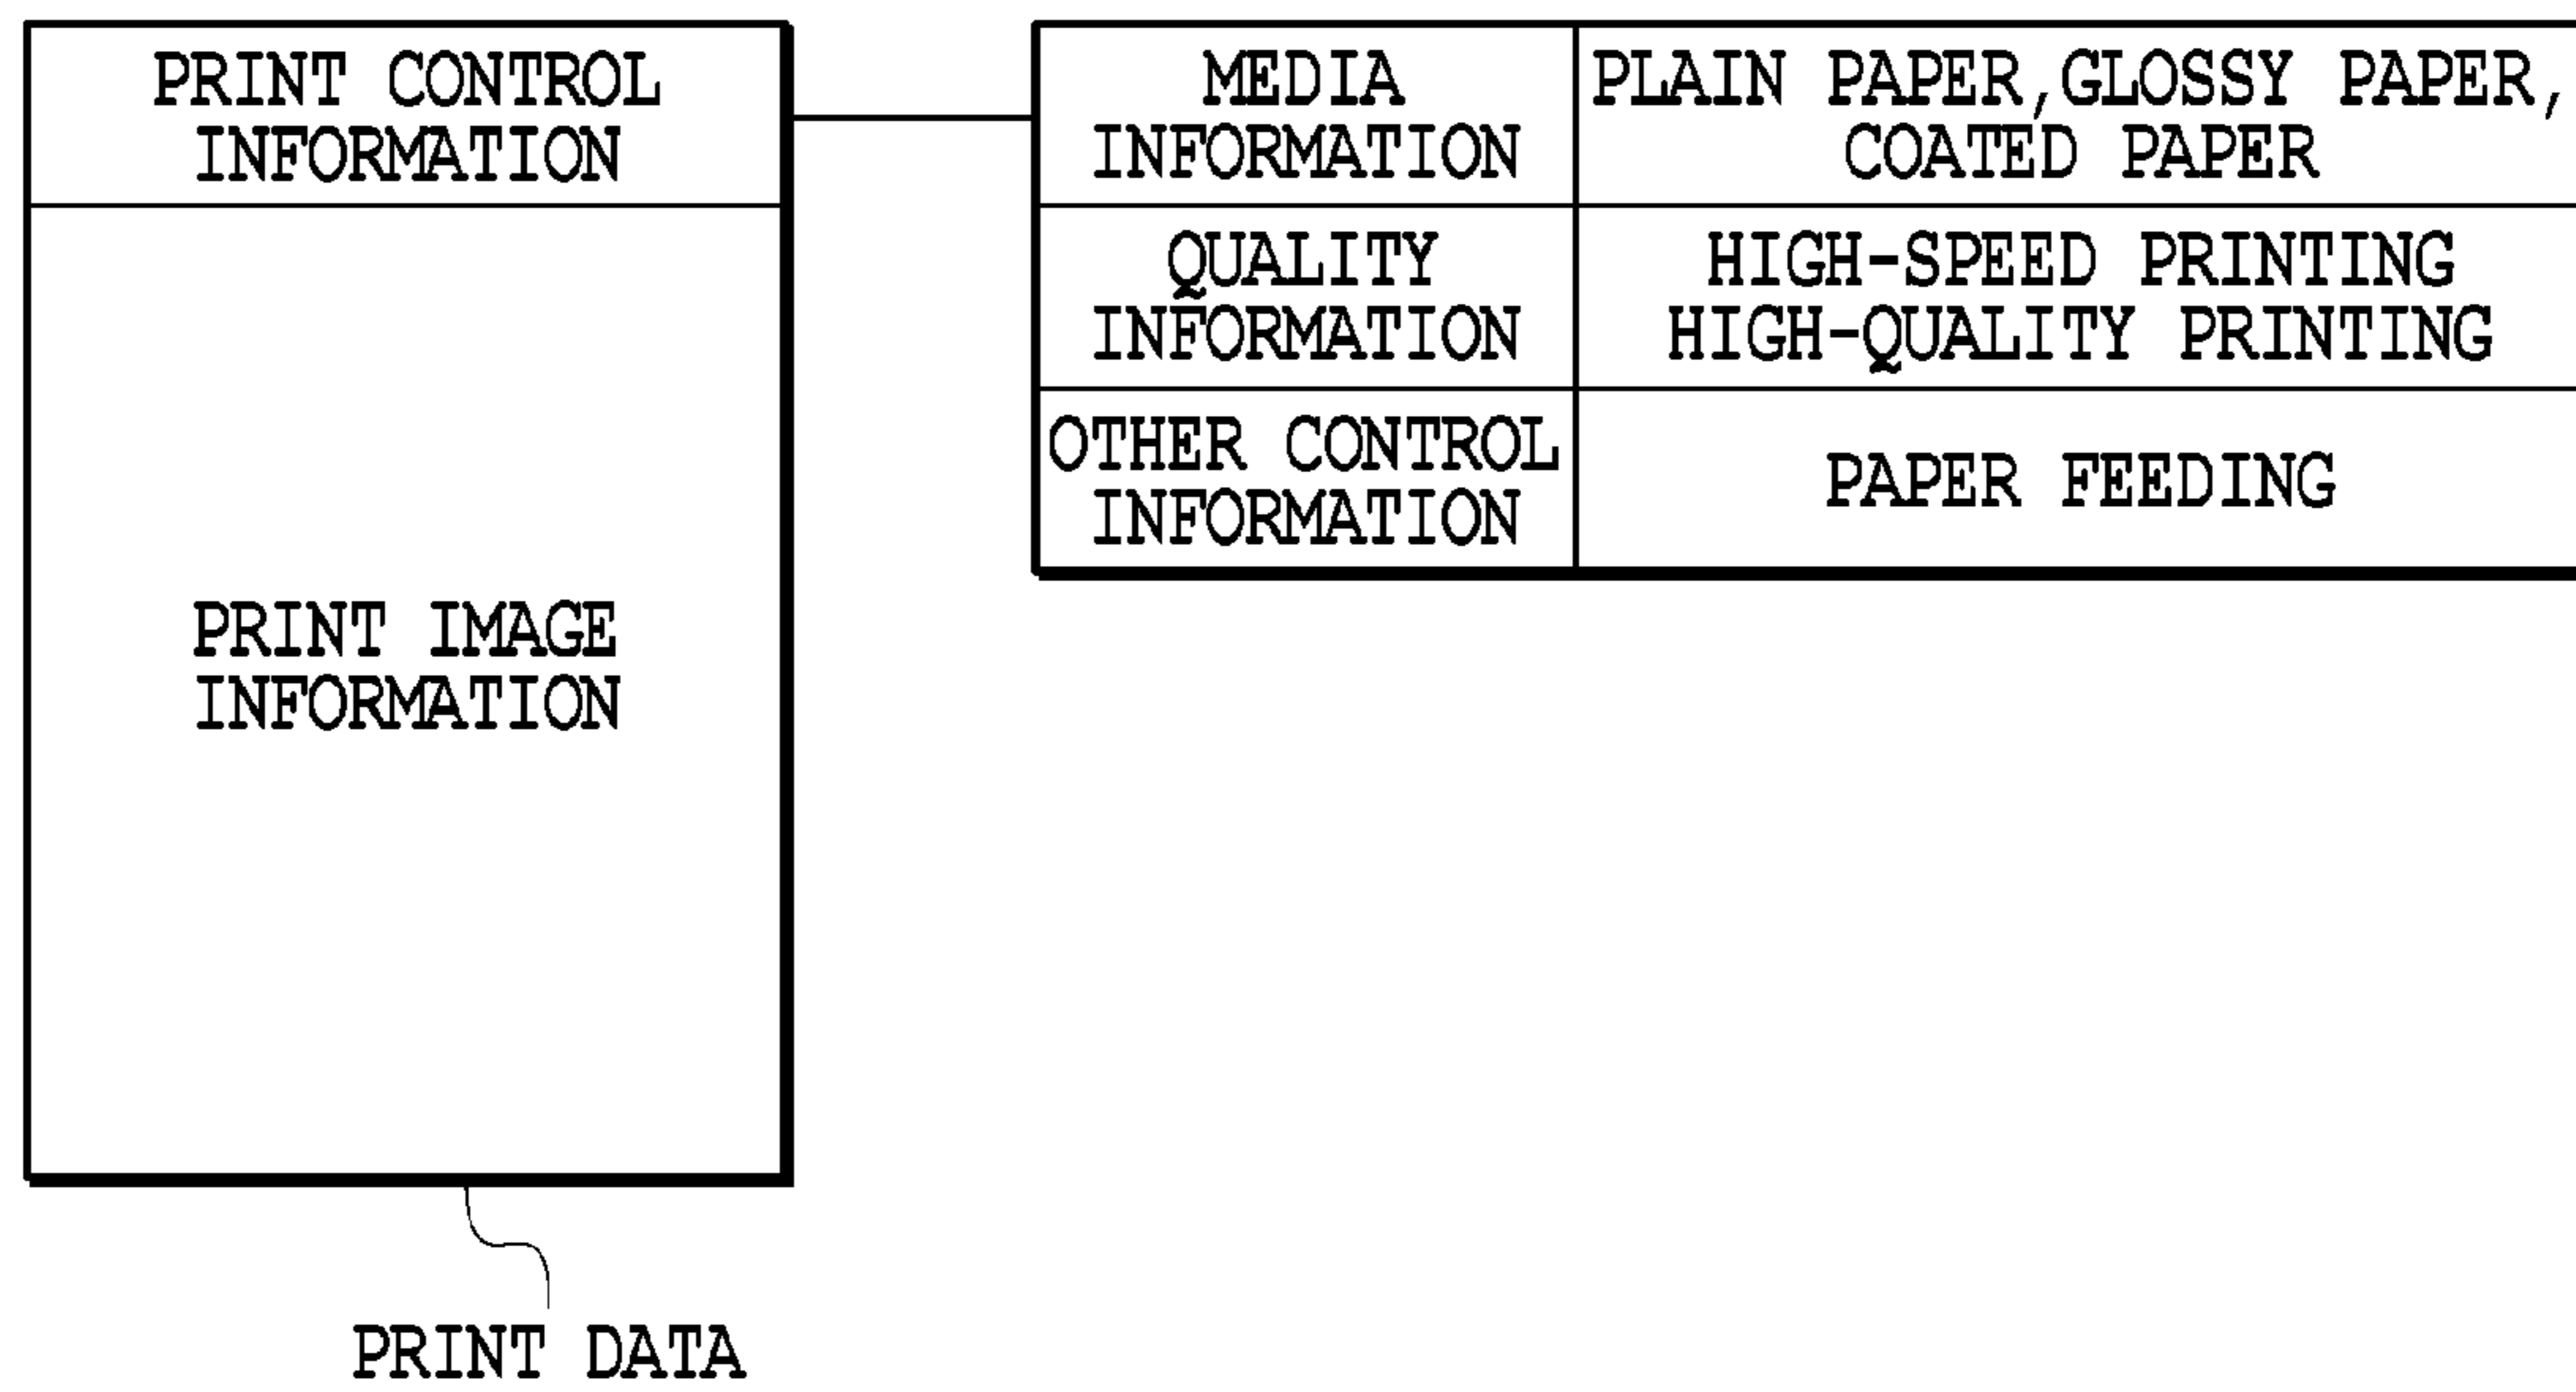 PRINT CONTROL
INFORMATION
PRINT IMAGE
INFORMATION
PRINT DATA
MEDIA
INFORMATION
PLAIN PAPER,GLOSSY PAPER,
COATED PAPER
QUALITY
INFORMATION
HIGH-SPEED PRINTING
HIGH-QUALITY PRINTING
OTHER CONTROL
INFORMATION
PAPER FEEDING